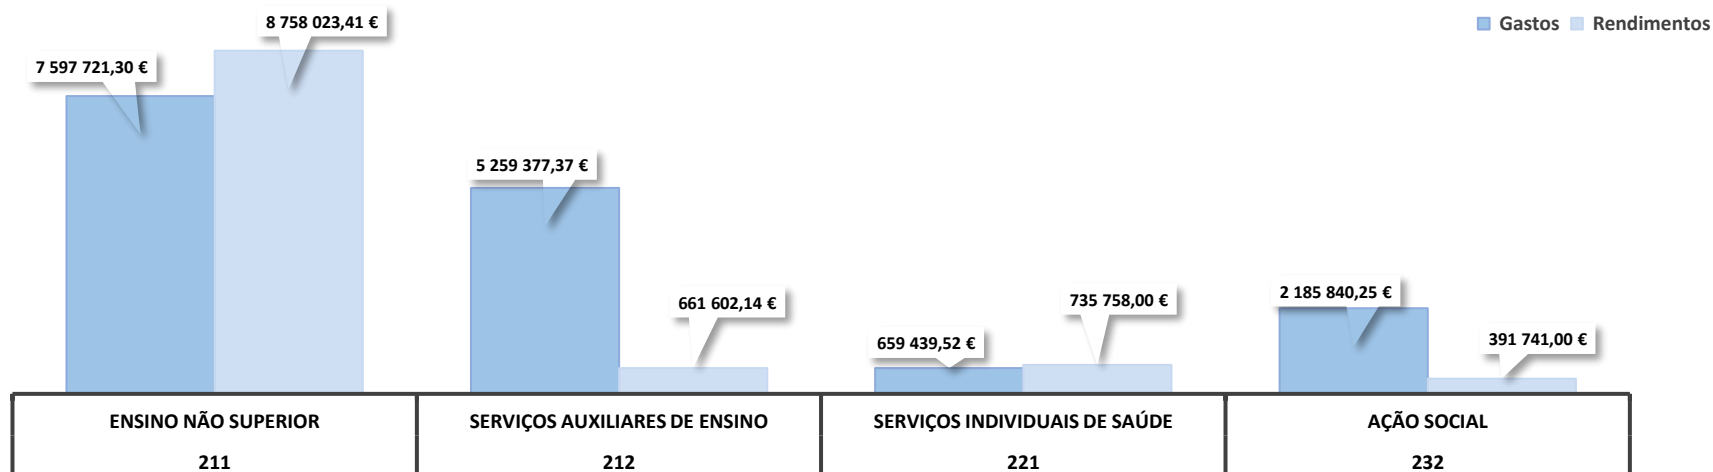 Gastos Rendimentos
8 758 023,41 €
7 597 721,30 €
5 259 377,37 €
661 602,14 €
659 439,52 €
735 758,00 €
2 185 840,25 €
391 741,00 €
ENSINO NÃO SUPERIOR
SERVIÇOS AUXILIARES DE ENSINO
SERVIÇOS INDIVIDUAIS DE SAÚDE
AÇÃO SOCIAL
211
212
221
232